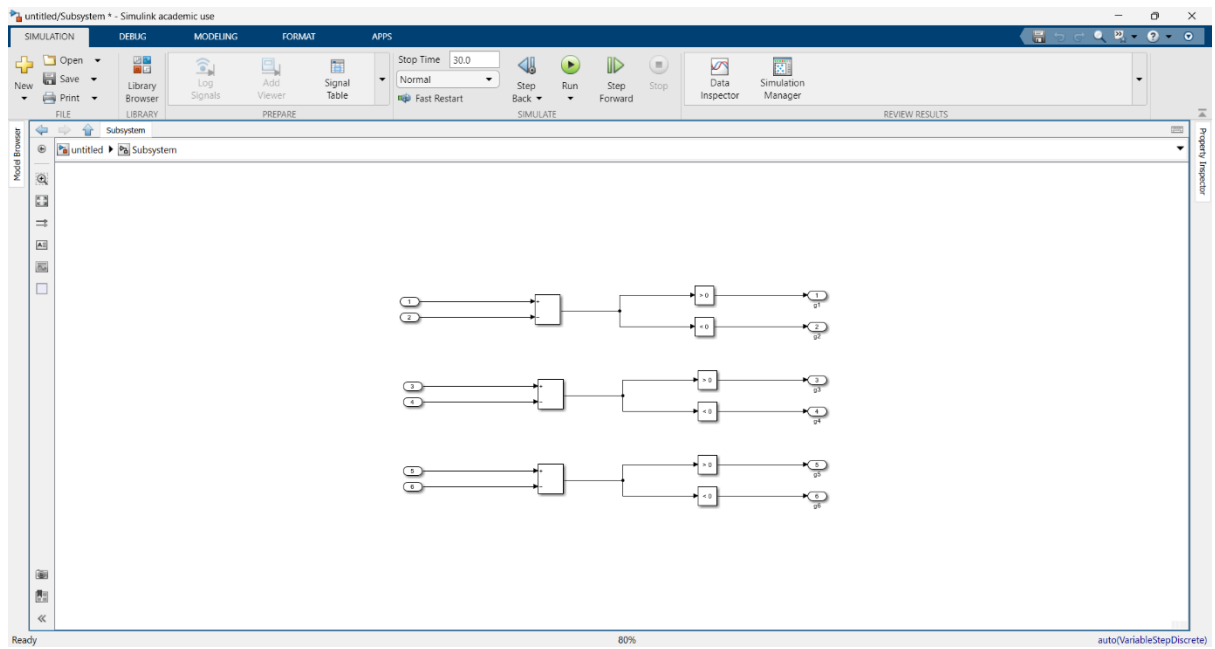 untitled/Subsystem * - Simulink academic use
SIMULATION DEBUG MODELING FORMAT APPS
New
Open
Save
Print
FILE
Library Browser
LIBRARY
Log Signals
Add Viewer
Signal Table
PREPARE
Stop Time 30.0
Normal
Fast Restart
Step Back
Run
Step Forward
Stop
SIMULATE
Data Inspector
Simulation Manager
REVIEW RESULTS
Model Browser
Subsystem
untitled Subsystem
Property Inspector
1
2
+
−
> 0
< 0
1
g1
2
g2
3
4
+
−
> 0
< 0
3
g3
4
g4
5
6
+
−
> 0
< 0
5
g5
6
g6
Ready
80%
auto(VariableStepDiscrete)